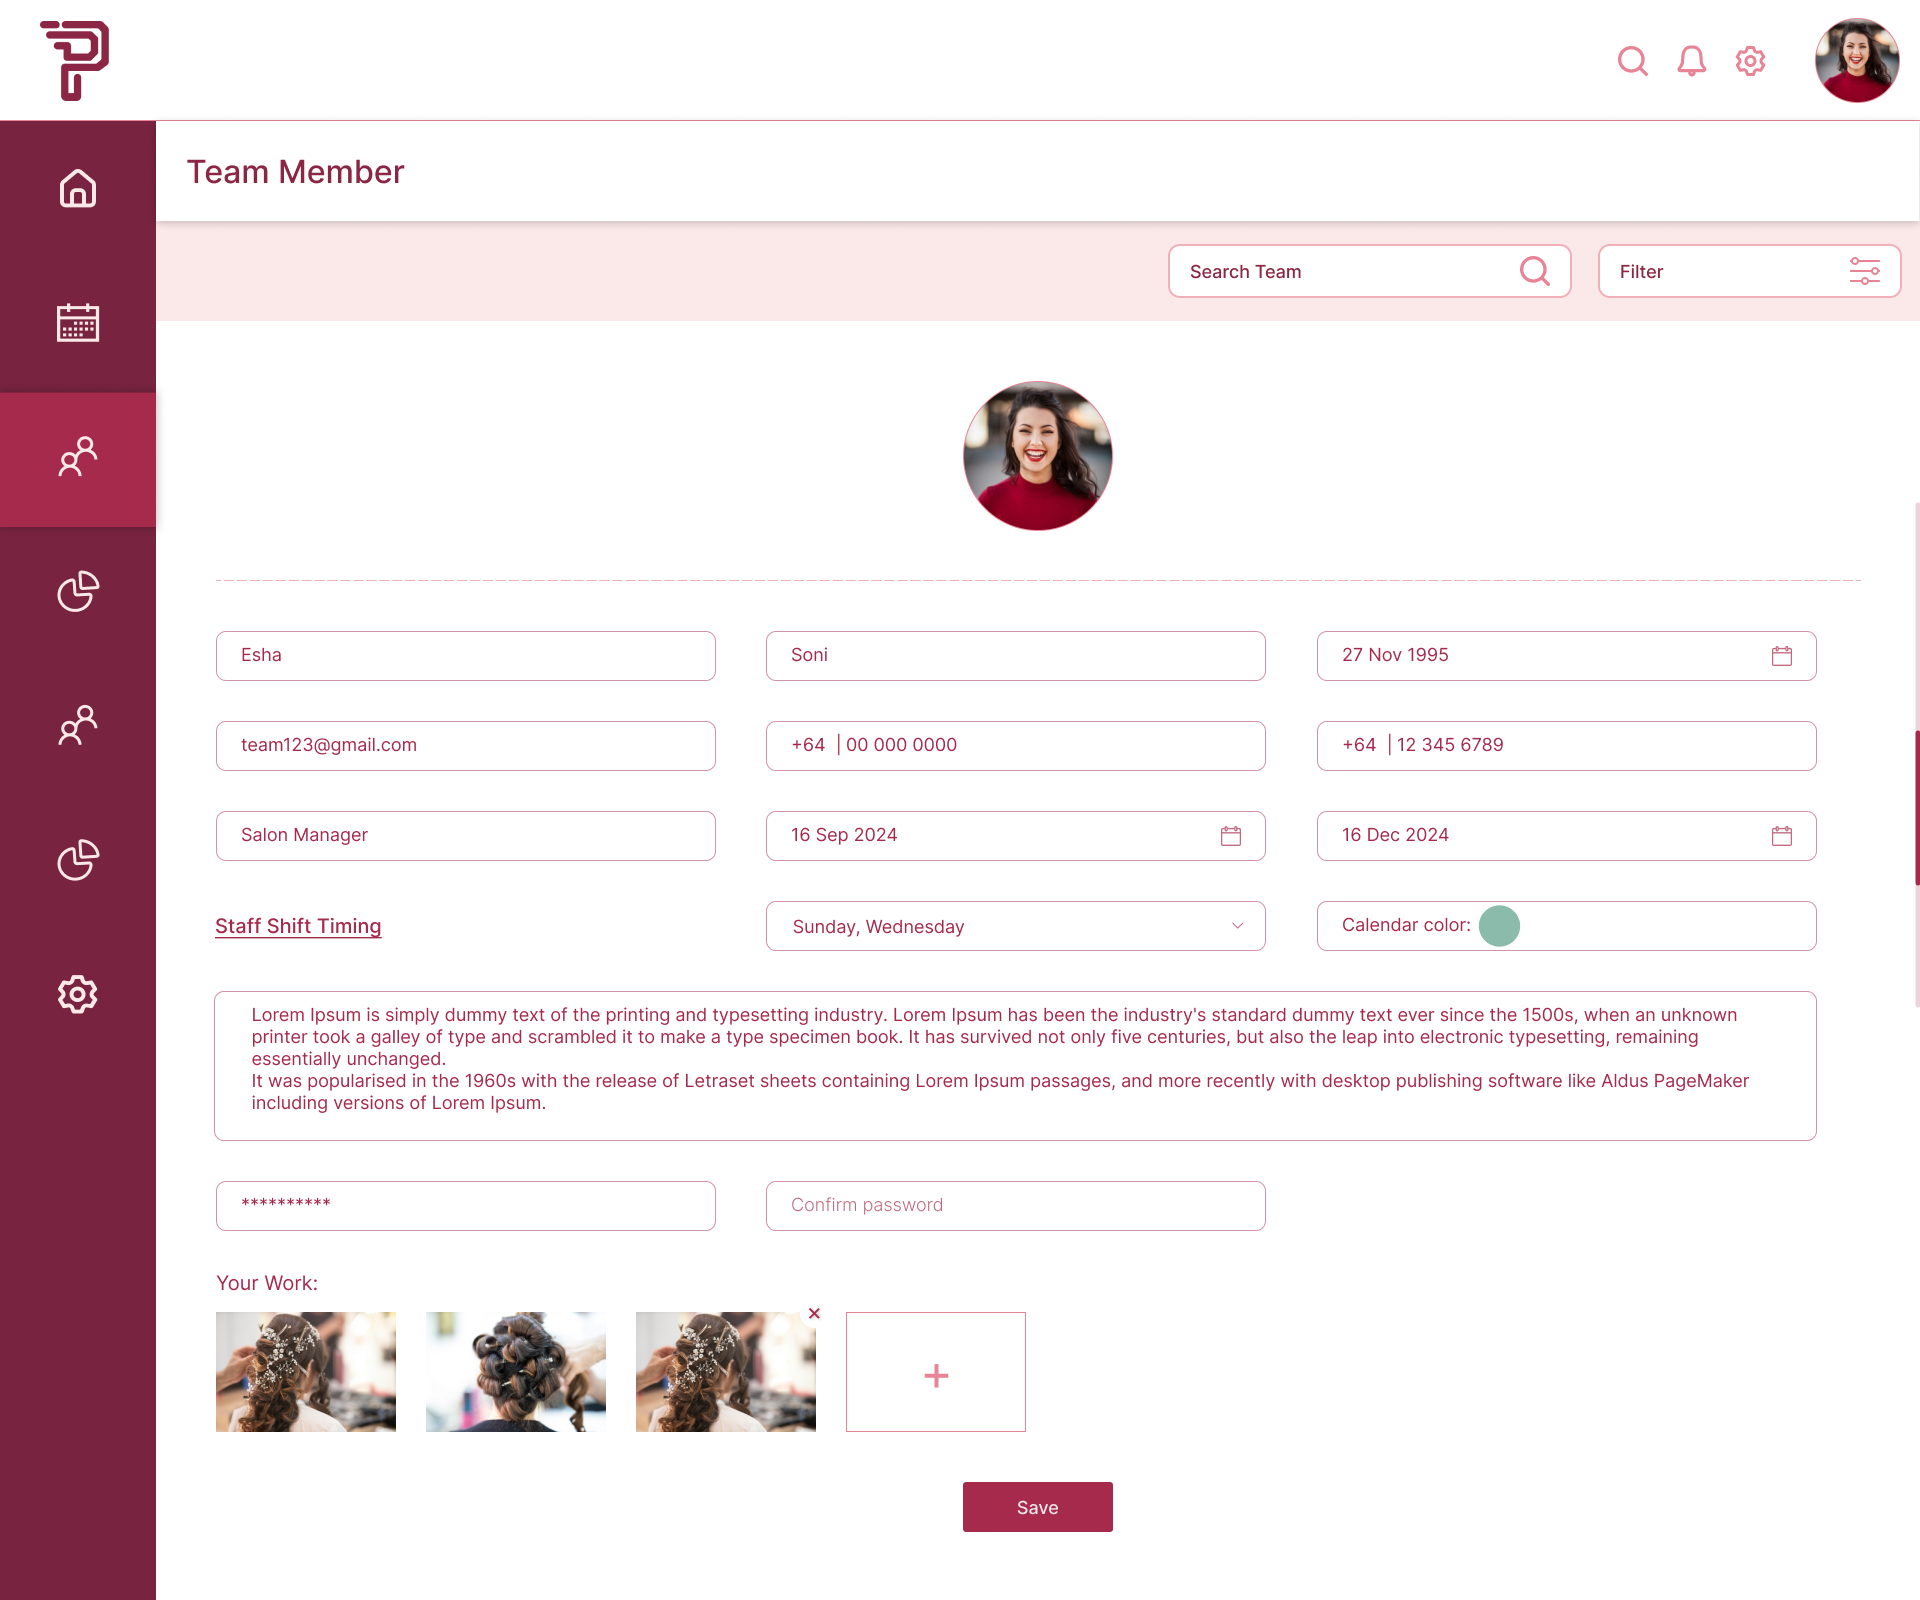 Team Member
Search Team
Filter
Esha
Soni
27 Nov 1995
team123@gmail.com
+64 | 00 000 0000
+64 | 12 345 6789
Salon Manager
16 Sep 2024
16 Dec 2024
Staff Shift Timing
Sunday, Wednesday
Calendar color:
Lorem Ipsum is simply dummy text of the printing and typesetting industry. Lorem Ipsum has been the industry's standard dummy text ever since the 1500s, when an unknown
printer took a galley of type and scrambled it to make a type specimen book. It has survived not only five centuries, but also the leap into electronic typesetting, remaining
essentially unchanged.
It was popularised in the 1960s with the release of Letraset sheets containing Lorem Ipsum passages, and more recently with desktop publishing software like Aldus PageMaker
including versions of Lorem Ipsum.
**********
Confirm password
Your Work:
Save